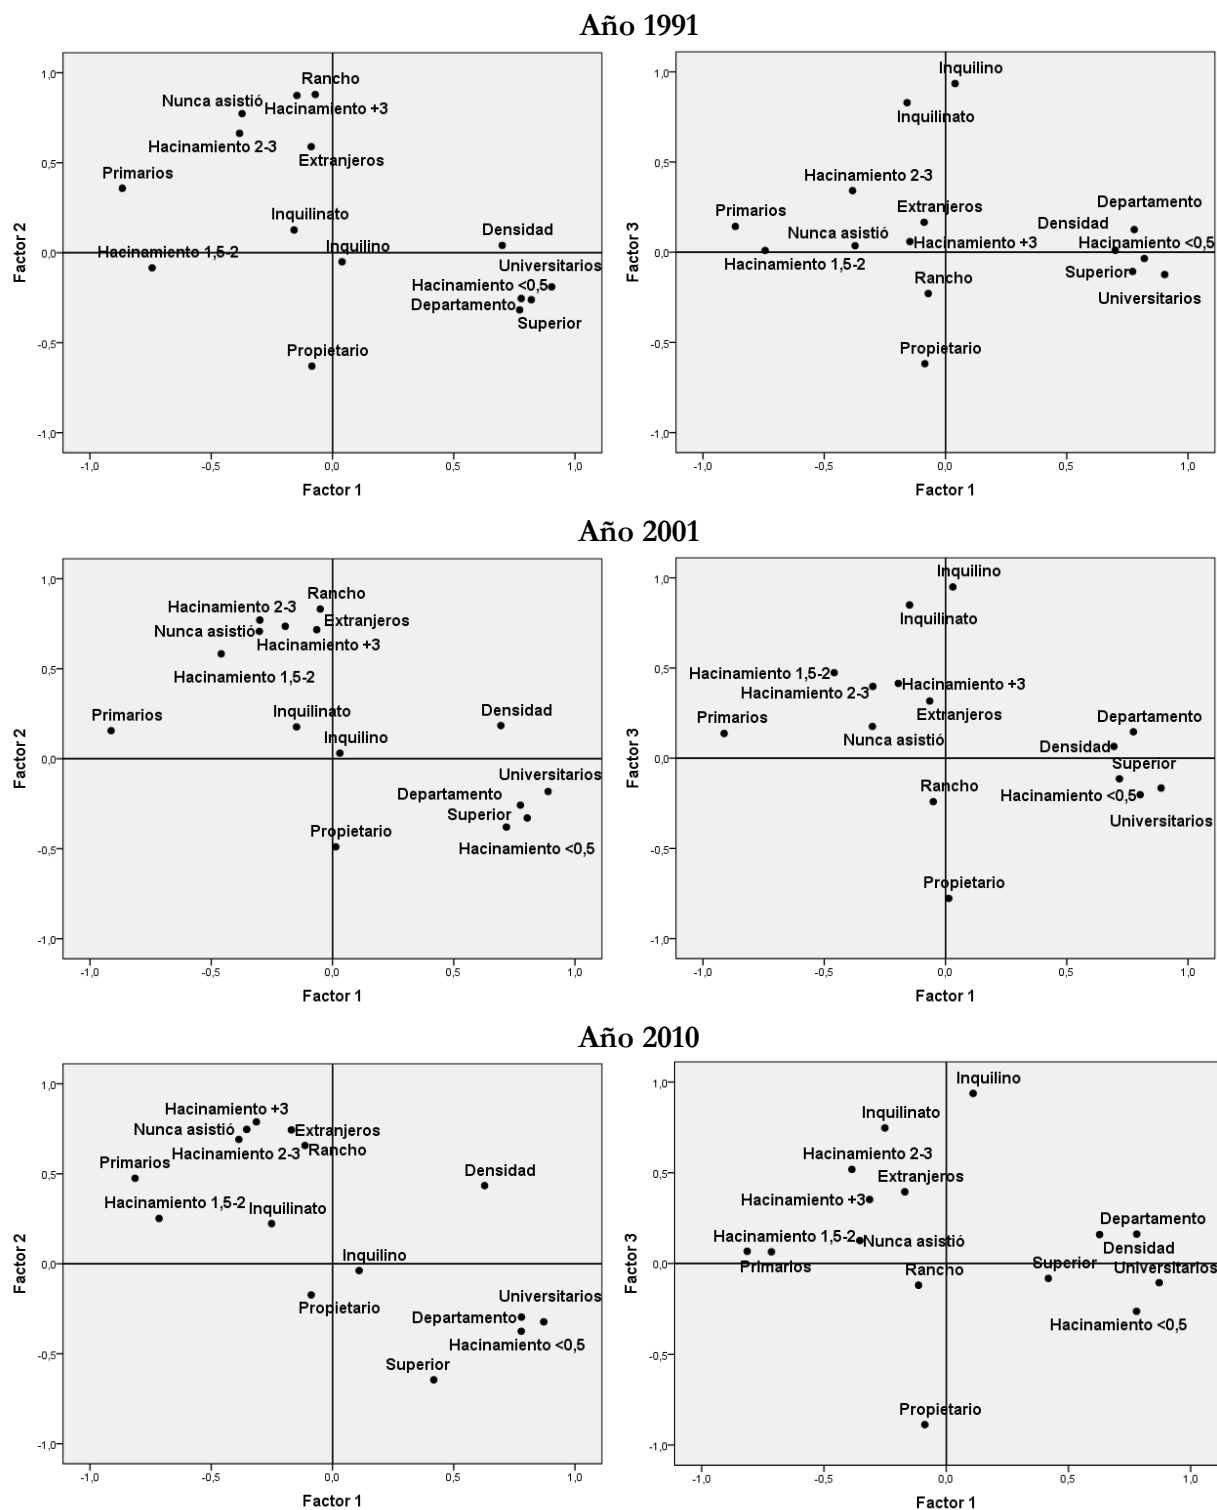 Año 1991
1,0
0,5
0,0
-0,5
-1,0
Factor 2
Rancho
Nunca asistió
Hacinamiento +3
Hacinamiento 2-3
Extranjeros
Primarios
Inquilinato
Densidad
Hacinamiento 1,5-2
Inquilino
Universitarios
Hacinamiento <0,5
Departamento
Superior
Propietario
-1,0 -0,5 0,0 0,5 1,0
Factor 1
1,0
0,5
0,0
-0,5
-1,0
Factor 3
Inquilino
Inquilinato
Hacinamiento 2-3
Departamento
Primarios
Extranjeros
Densidad
Nunca asistió
Hacinamiento +3
Hacinamiento <0,5
Hacinamiento 1,5-2
Rancho
Superior
Universitarios
Propietario
-1,0 -0,5 0,0 0,5 1,0
Factor 1
Año 2001
1,0
0,5
0,0
-0,5
-1,0
Factor 2
Rancho
Hacinamiento 2-3
Extranjeros
Nunca asistió
Hacinamiento +3
Hacinamiento 1,5-2
Primarios
Inquilinato
Densidad
Inquilino
Universitarios
Departamento
Superior
Propietario
Hacinamiento <0,5
-1,0 -0,5 0,0 0,5 1,0
Factor 1
1,0
0,5
0,0
-0,5
-1,0
Factor 3
Inquilino
Inquilinato
Hacinamiento 1,5-2
Hacinamiento +3
Hacinamiento 2-3
Primarios
Extranjeros
Departamento
Nunca asistió
Densidad
Superior
Rancho
Hacinamiento <0,5
Universitarios
Propietario
-1,0 -0,5 0,0 0,5 1,0
Factor 1
Año 2010
1,0
0,5
0,0
-0,5
-1,0
Factor 2
Hacinamiento +3
Nunca asistió
Extranjeros
Hacinamiento 2-3
Rancho
Primarios
Densidad
Hacinamiento 1,5-2
Inquilinato
Inquilino
Universitarios
Propietario
Departamento
Hacinamiento <0,5
Superior
-1,0 -0,5 0,0 0,5 1,0
Factor 1
1,0
0,5
0,0
-0,5
-1,0
Factor 3
Inquilino
Inquilinato
Hacinamiento 2-3
Extranjeros
Hacinamiento +3
Departamento
Hacinamiento 1,5-2
Nunca asistió
Densidad
Primarios
Rancho
Superior
Universitarios
Hacinamiento <0,5
Propietario
-1,0 -0,5 0,0 0,5 1,0
Factor 1